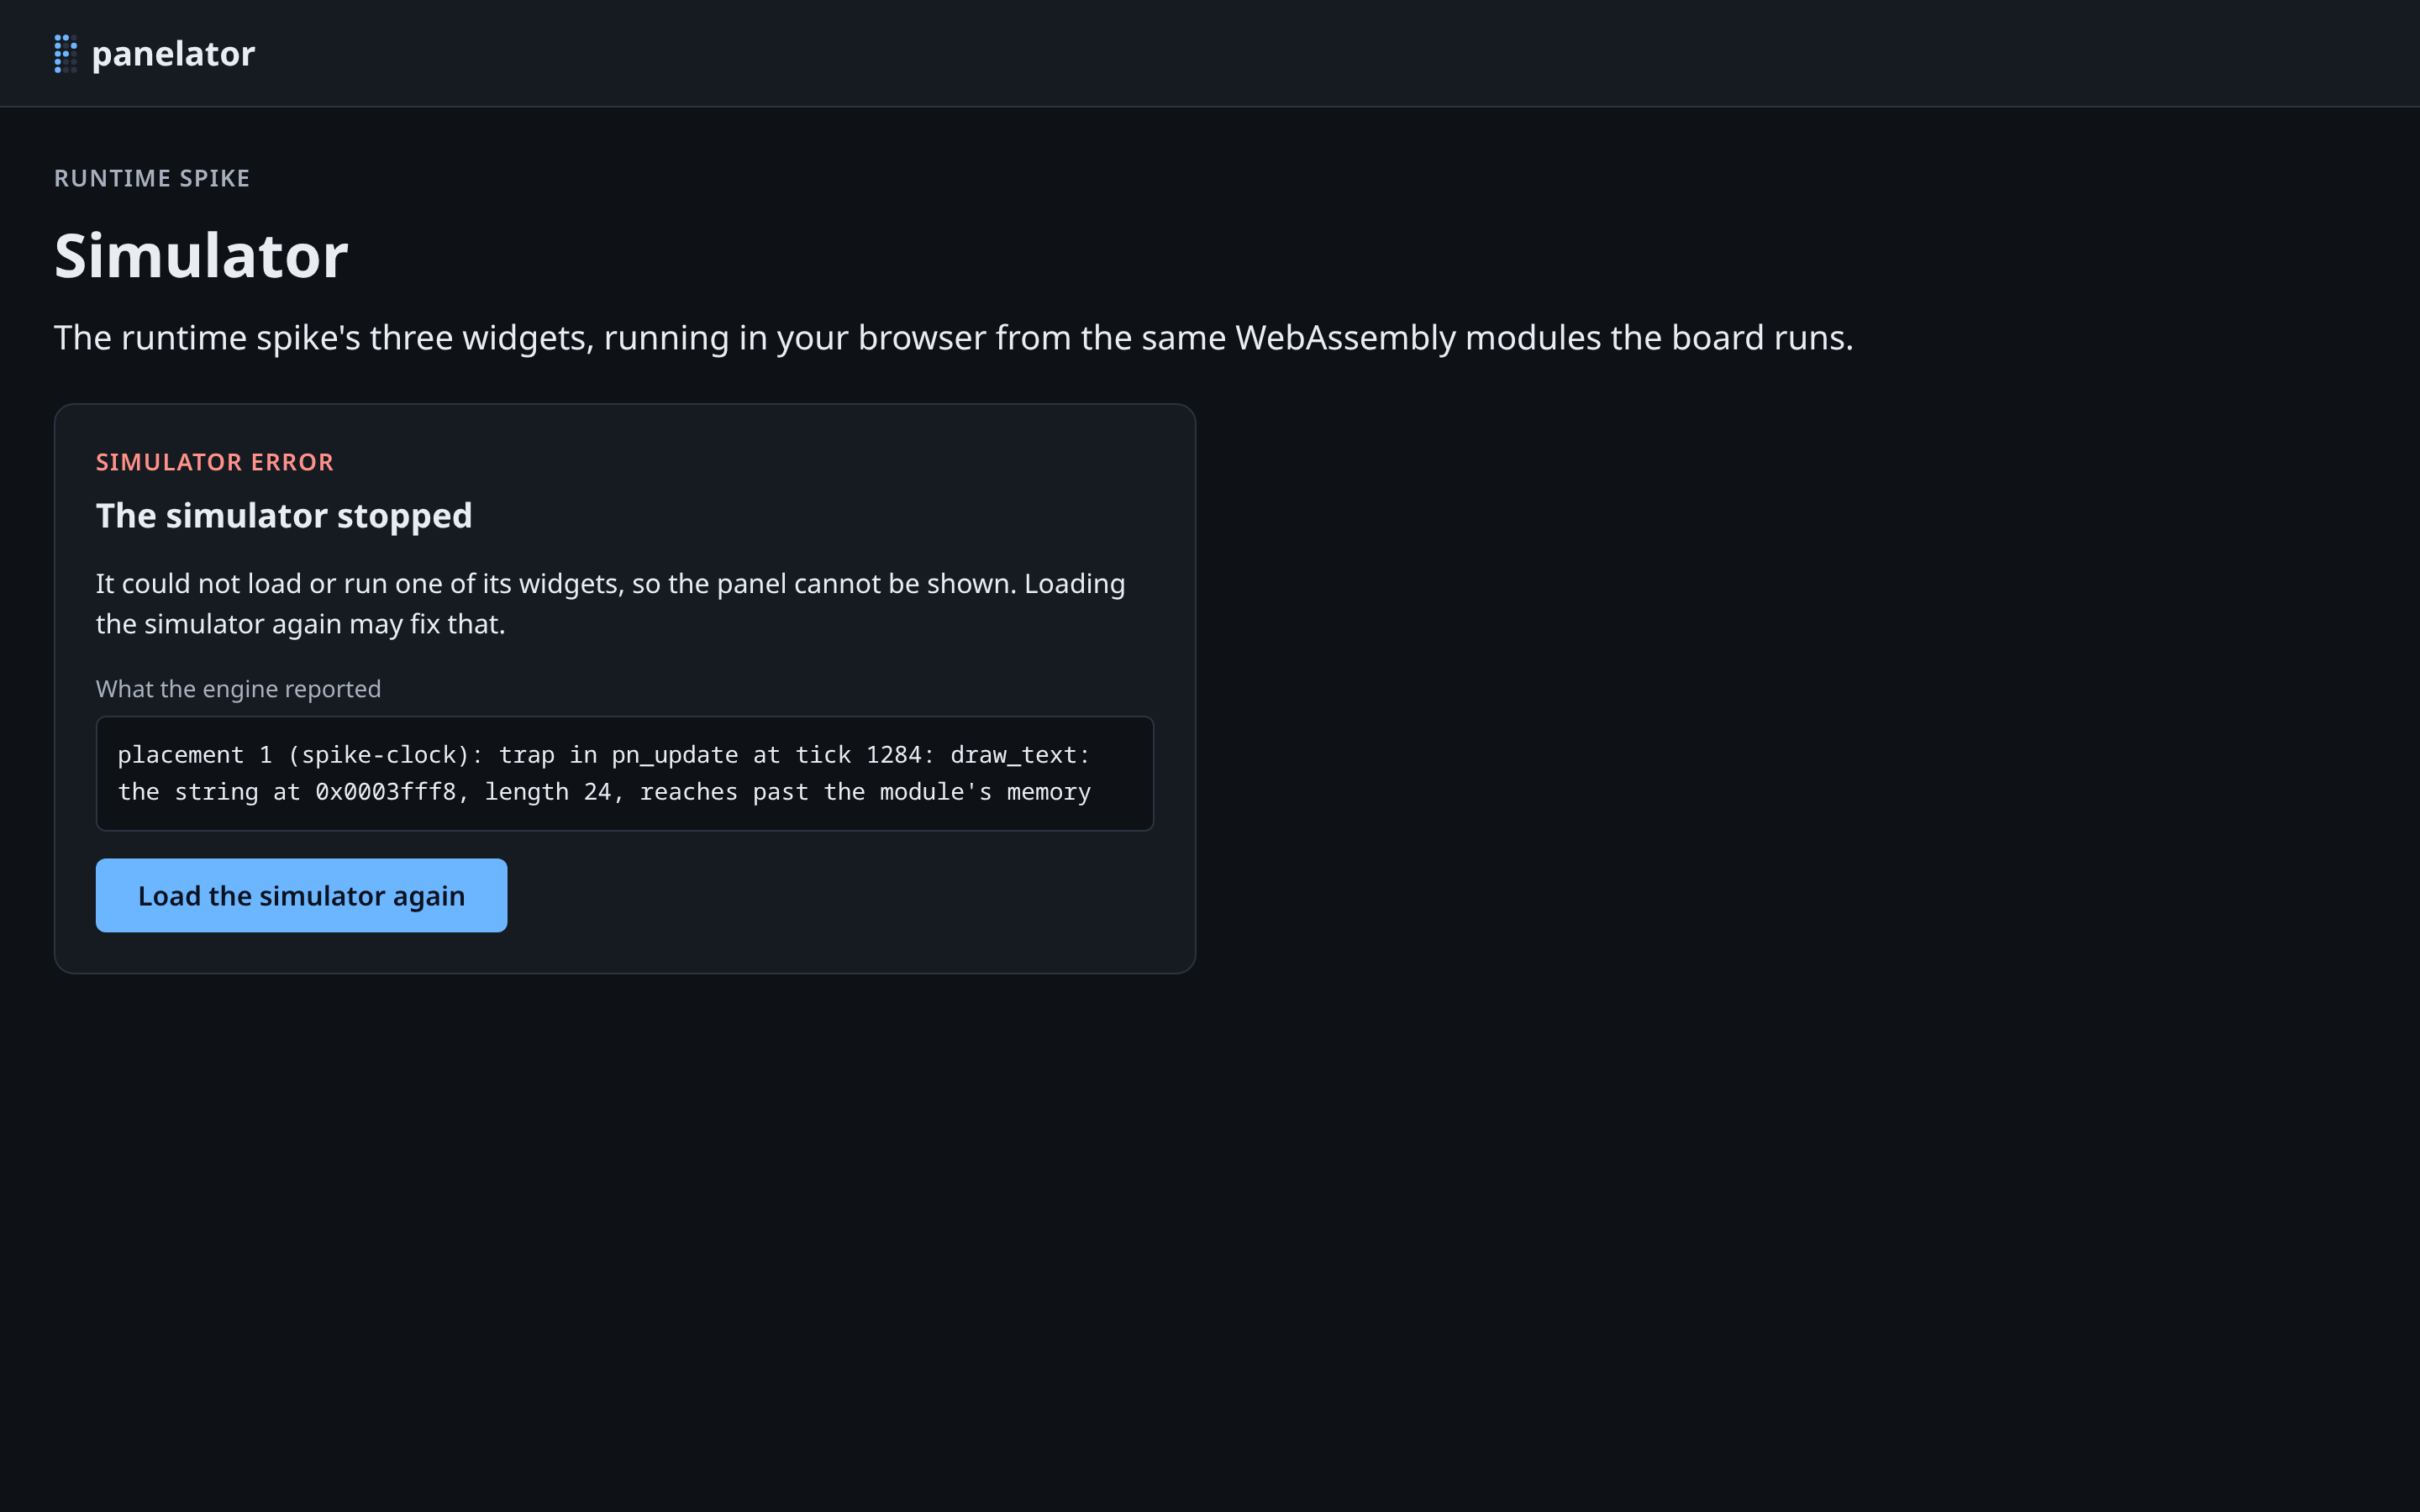 panelator
RUNTIME SPIKE
Simulator
The runtime spike's three widgets, running in your browser from the same WebAssembly modules the board runs.
SIMULATOR ERROR
The simulator stopped
It could not load or run one of its widgets, so the panel cannot be shown. Loading
the simulator again may fix that.
What the engine reported
placement 1 (spike-clock): trap in pn_update at tick 1284: draw_text:
the string at 0x0003fff8, length 24, reaches past the module's memory
Load the simulator again